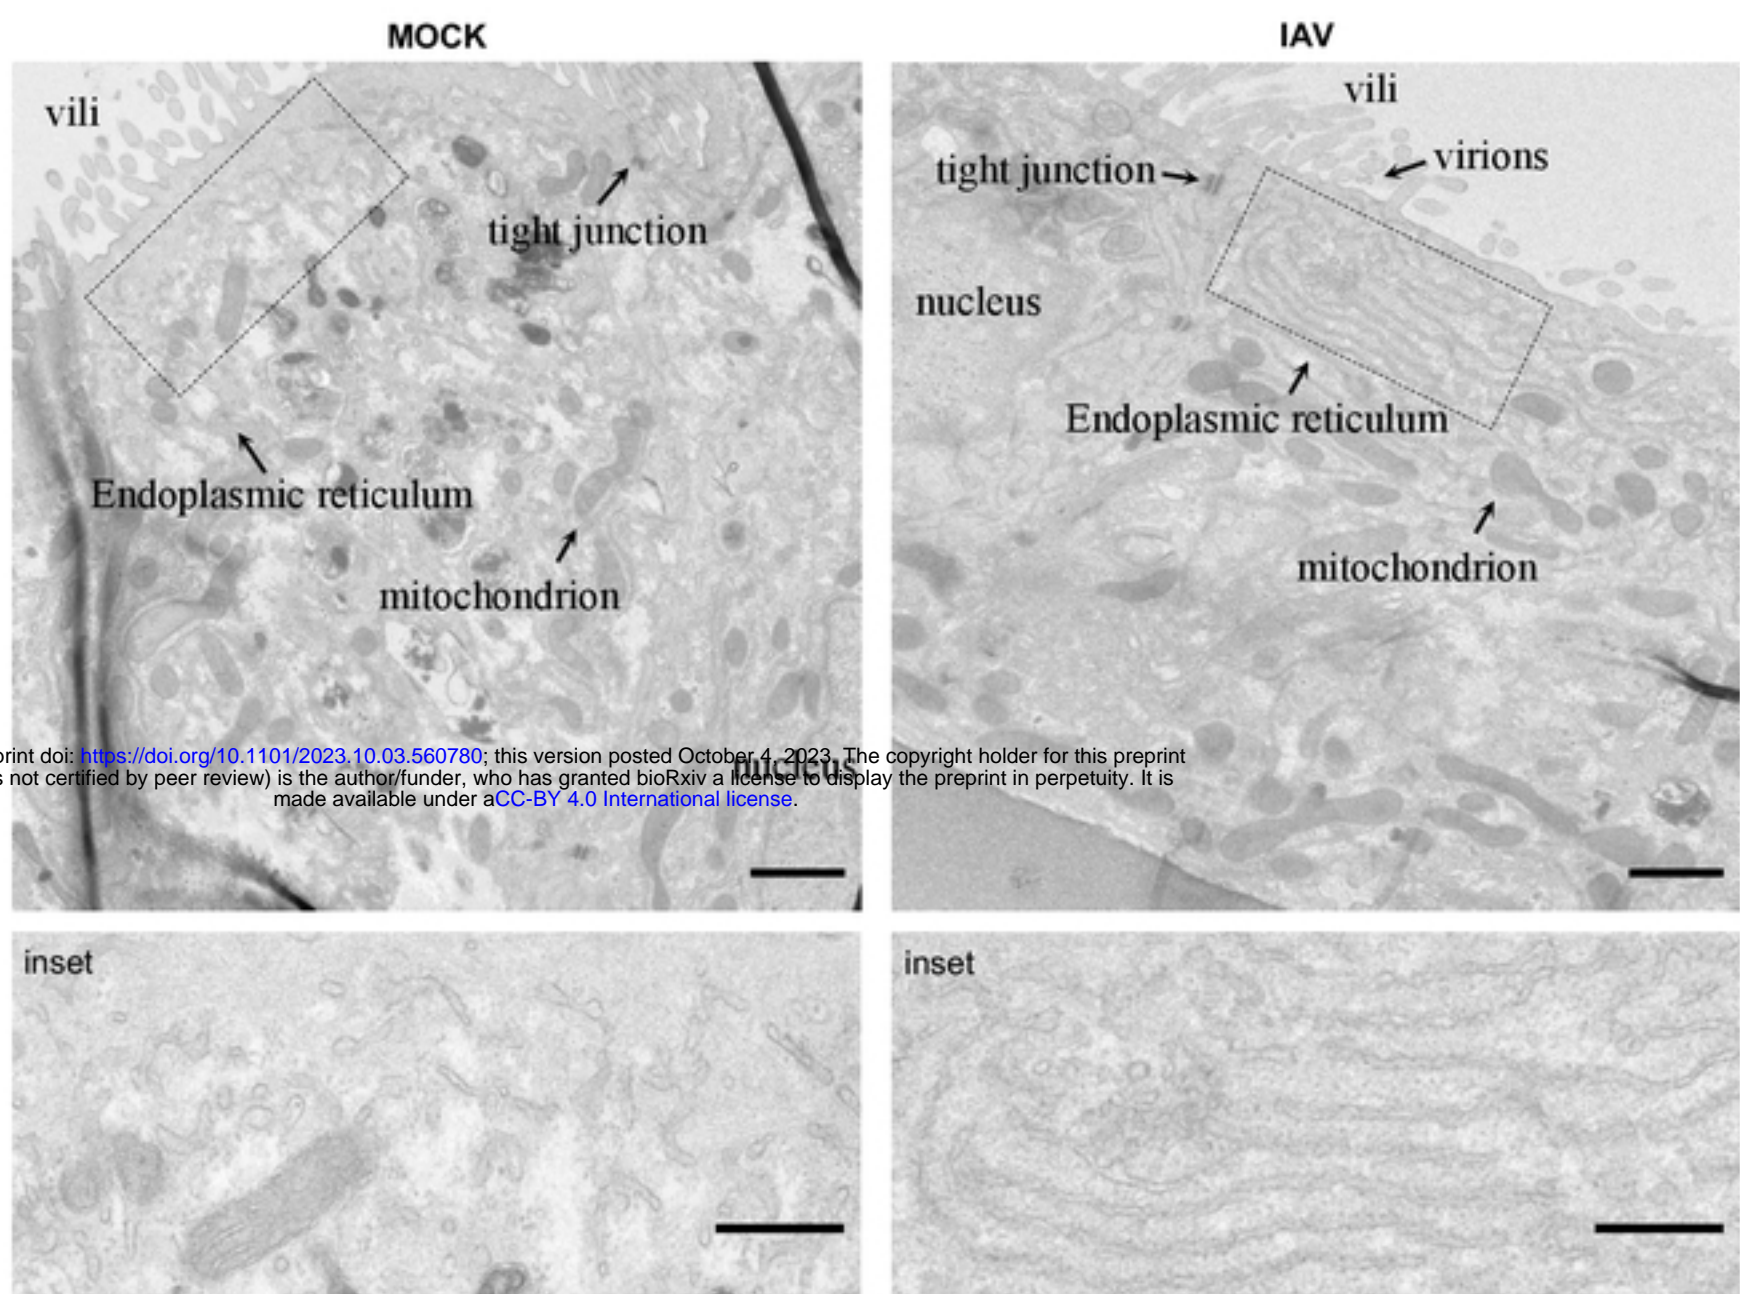 MOCK
IAV
vili
tight junction
Endoplasmic reticulum
mitochondrion
nucleus
vili
virions
tight junction
nucleus
Endoplasmic reticulum
mitochondrion
print doi: https://doi.org/10.1101/2023.10.03.560780; this version posted October 4, 2023. The copyright holder for this preprint
s not certified by peer review) is the author/funder, who has granted bioRxiv a license to display the preprint in perpetuity. It is
made available under aCC-BY 4.0 International license.
inset
inset